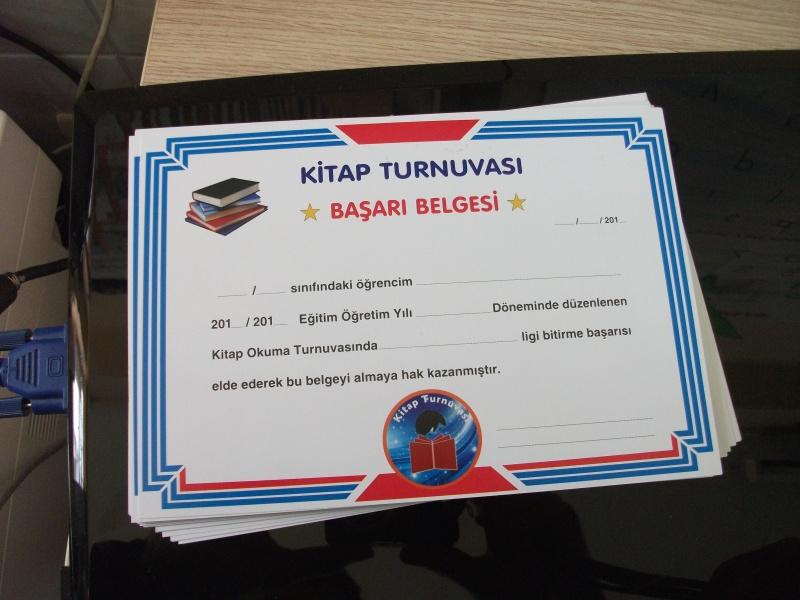 KİTAP TURNUVASI
BAŞARI BELGESİ
/ / 201
/ sınıfındaki öğrencim
201 / 201 Eğitim Öğretim Yılı Döneminde düzenlenen
Kitap Okuma Turnuvasında ligi bitirme başarısı
elde ederek bu belgeyi almaya hak kazanmıştır.
Kitap Turnuvası